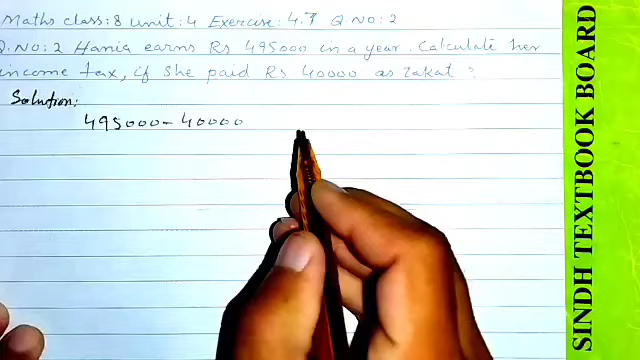 Maths class: 8 unit: 4 Exercise: 4.7 Q.NO: 2
Q.NO: 2 Hania earns Rs 495000 in a year. Calculate her
income tax, if she paid Rs 40000 as Zakat?
Solution:
495000 - 40000
SINDH TEXTBOOK BOARD